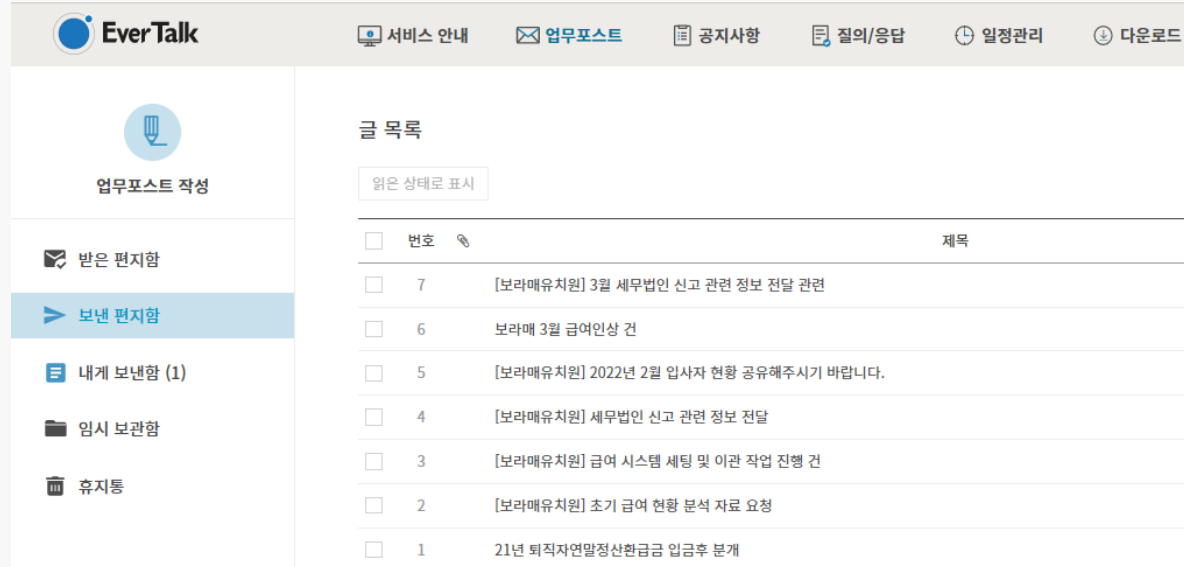 EverTalk
서비스 안내 업무포스트 공지사항 질의/응답 일정관리 다운로드
업무포스트 작성
받은 편지함
보낸 편지함
내게 보낸함 (1)
임시 보관함
휴지통
글 목록
읽은 상태로 표시
번호 제목
7 [보라매유치원] 3월 세무법인 신고 관련 정보 전달 관련
6 보라매 3월 급여인상 건
5 [보라매유치원] 2022년 2월 입사자 현황 공유해주시기 바랍니다.
4 [보라매유치원] 세무법인 신고 관련 정보 전달
3 [보라매유치원] 급여 시스템 세팅 및 이관 작업 진행 건
2 [보라매유치원] 초기 급여 현황 분석 자료 요청
1 21년 퇴직자연말정산환급금 입금후 분개